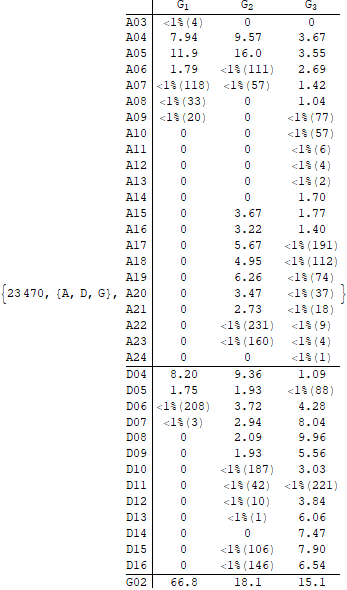 G₁ G₂ G₃
A03 <1%(4) 0 0
A04 7.94 9.57 3.67
A05 11.9 16.0 3.55
A06 1.79 <1%(111) 2.69
A07 <1%(118) <1%(57) 1.42
A08 <1%(33) 0 1.04
A09 <1%(20) 0 <1%(77)
A10 0 0 <1%(57)
A11 0 0 <1%(6)
A12 0 0 <1%(4)
A13 0 0 <1%(2)
A14 0 0 1.70
A15 0 3.67 1.77
A16 0 3.22 1.40
A17 0 5.67 <1%(191)
A18 0 4.95 <1%(112)
A19 0 6.26 <1%(74)
{23470, {A, D, G}, A20 0 3.47 <1%(37) }
A21 0 2.73 <1%(18)
A22 0 <1%(231) <1%(9)
A23 0 <1%(160) <1%(4)
A24 0 0 <1%(1)
D04 8.20 9.36 1.09
D05 1.75 1.93 <1%(88)
D06 <1%(208) 3.72 4.28
D07 <1%(3) 2.94 8.04
D08 0 2.09 9.96
D09 0 1.93 5.56
D10 0 <1%(187) 3.03
D11 0 <1%(42) <1%(221)
D12 0 <1%(10) 3.84
D13 0 <1%(1) 6.06
D14 0 0 7.47
D15 0 <1%(106) 7.90
D16 0 <1%(146) 6.54
G02 66.8 18.1 15.1